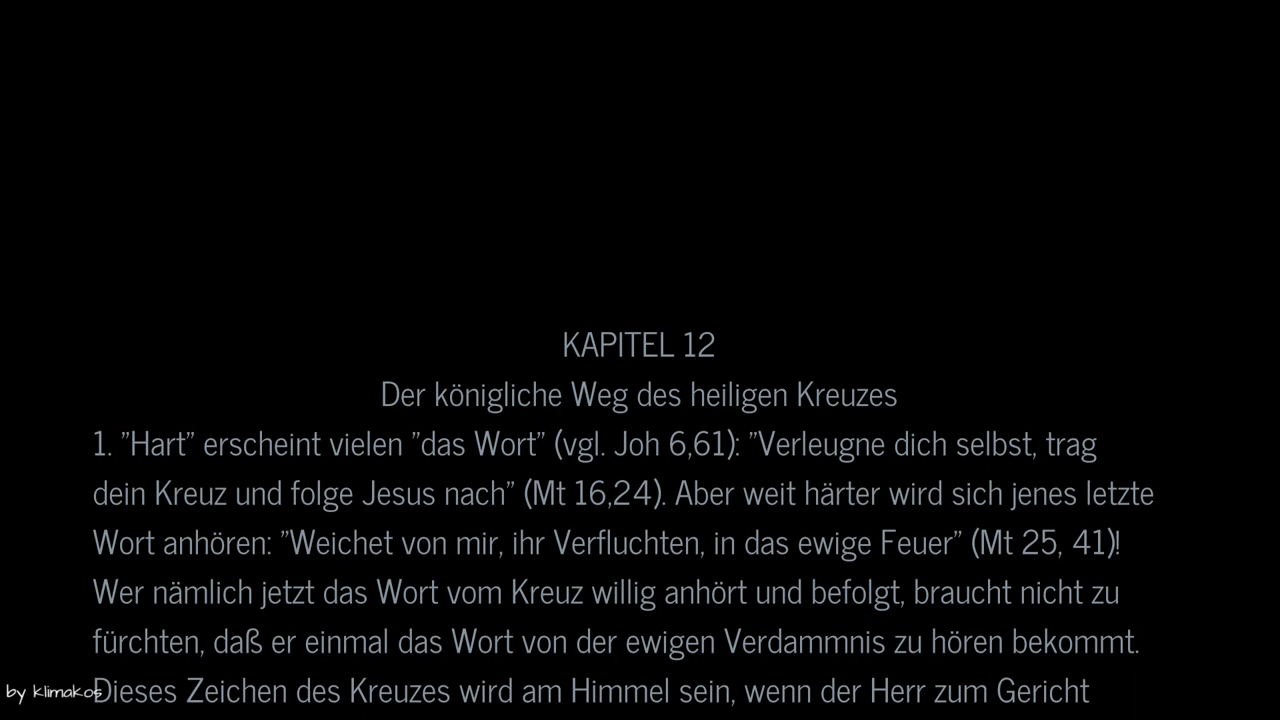 KAPITEL 12
Der königliche Weg des heiligen Kreuzes
1. ”Hart” erscheint vielen ”das Wort” (vgl. Joh 6,61): ”Verleugne dich selbst, trag
dein Kreuz und folge Jesus nach” (Mt 16,24). Aber weit härter wird sich jenes letzte
Wort anhören: ”Weichet von mir, ihr Verfluchten, in das ewige Feuer” (Mt 25, 41)!
Wer nämlich jetzt das Wort vom Kreuz willig anhört und befolgt, braucht nicht zu
fürchten, daß er einmal das Wort von der ewigen Verdammnis zu hören bekommt.
Dieses Zeichen des Kreuzes wird am Himmel sein, wenn der Herr zum Gericht
by klimakos